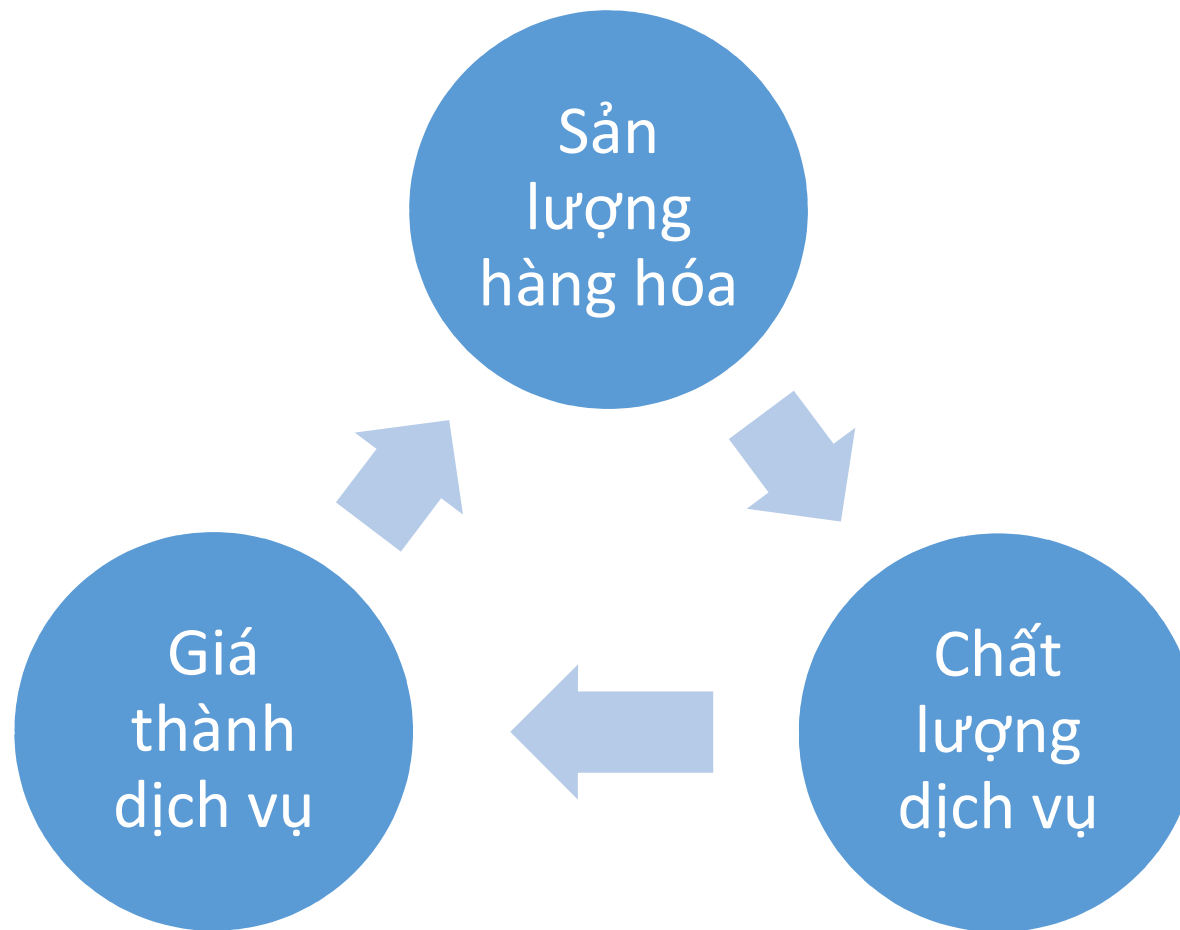 Sản
lượng
hàng hóa
Chất
lượng
dịch vụ
Giá
thành
dịch vụ